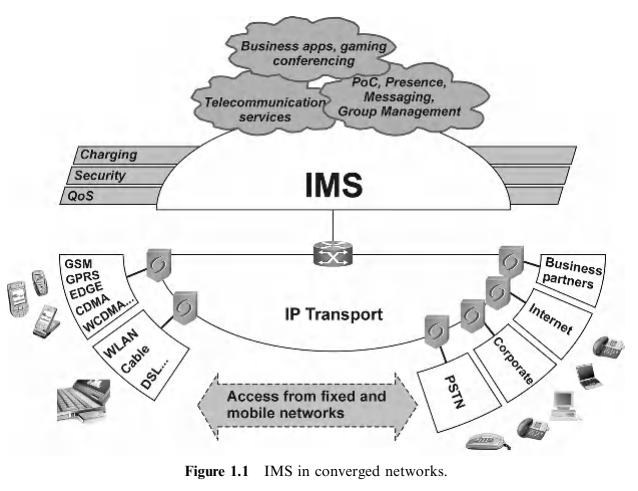 Business apps, gaming
conferencing
PoC, Presence,
Messaging,
Group Management
Telecommunication
services
Charging
Security
QoS
IMS
GSM
GPRS
EDGE
CDMA
WCDMA...
WLAN
Cable
DSL...
IP Transport
Business
partners
Internet
Corporate
PSTN
Access from fixed and
mobile networks
Figure 1.1 IMS in converged networks.